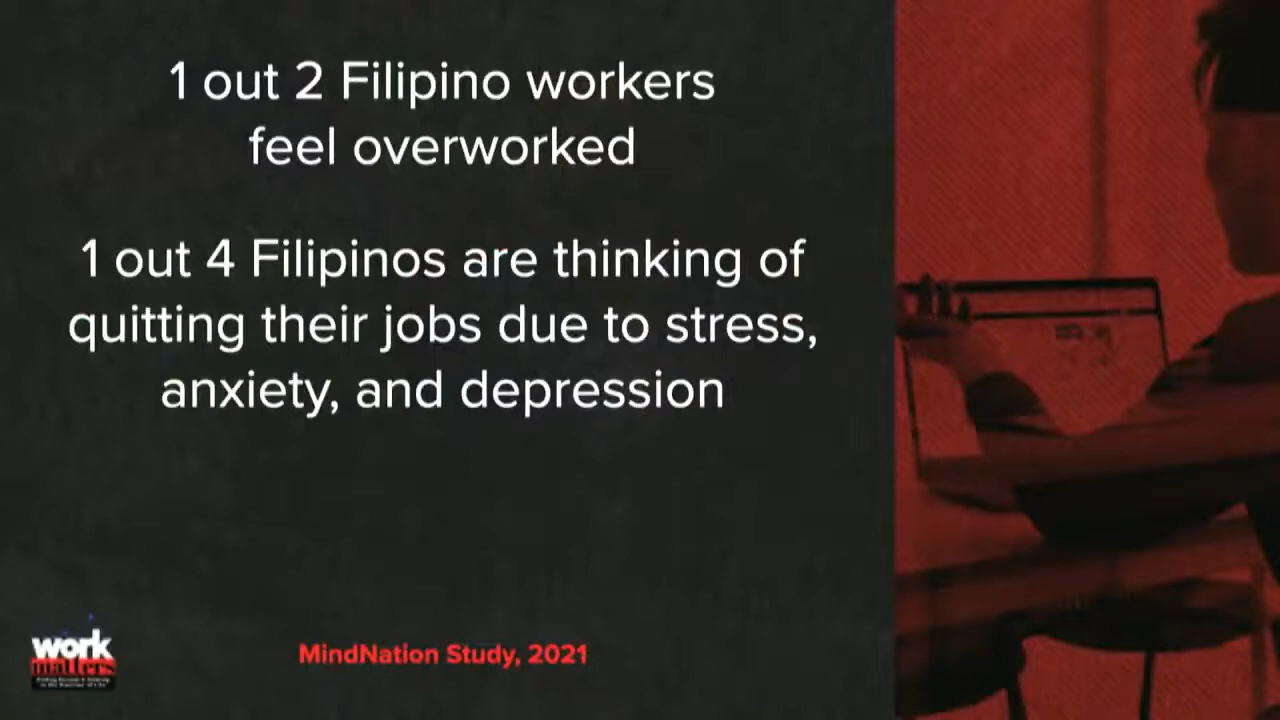 1 out 2 Filipino workers
feel overworked
1 out 4 Filipinos are thinking of
quitting their jobs due to stress,
anxiety, and depression
MindNation Study, 2021
work
matters